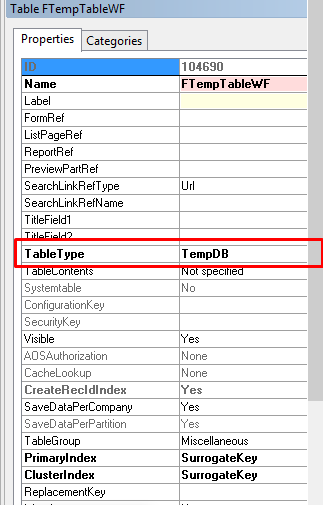 Table FTempTableWF
Properties Categories
ID 104690
Name FTempTableWF
Label
FormRef
ListPageRef
ReportRef
PreviewPartRef
SearchLinkRefType Url
SearchLinkRefName
TitleField1
TitleField2
TableType TempDB
TableContents Not specified
Systemtable No
ConfigurationKey
SecurityKey
Visible Yes
AOSAuthorization None
CacheLookup None
CreateRecIdIndex Yes
SaveDataPerCompany Yes
SaveDataPerPartition Yes
TableGroup Miscellaneous
PrimaryIndex SurrogateKey
ClusterIndex SurrogateKey
ReplacementKey